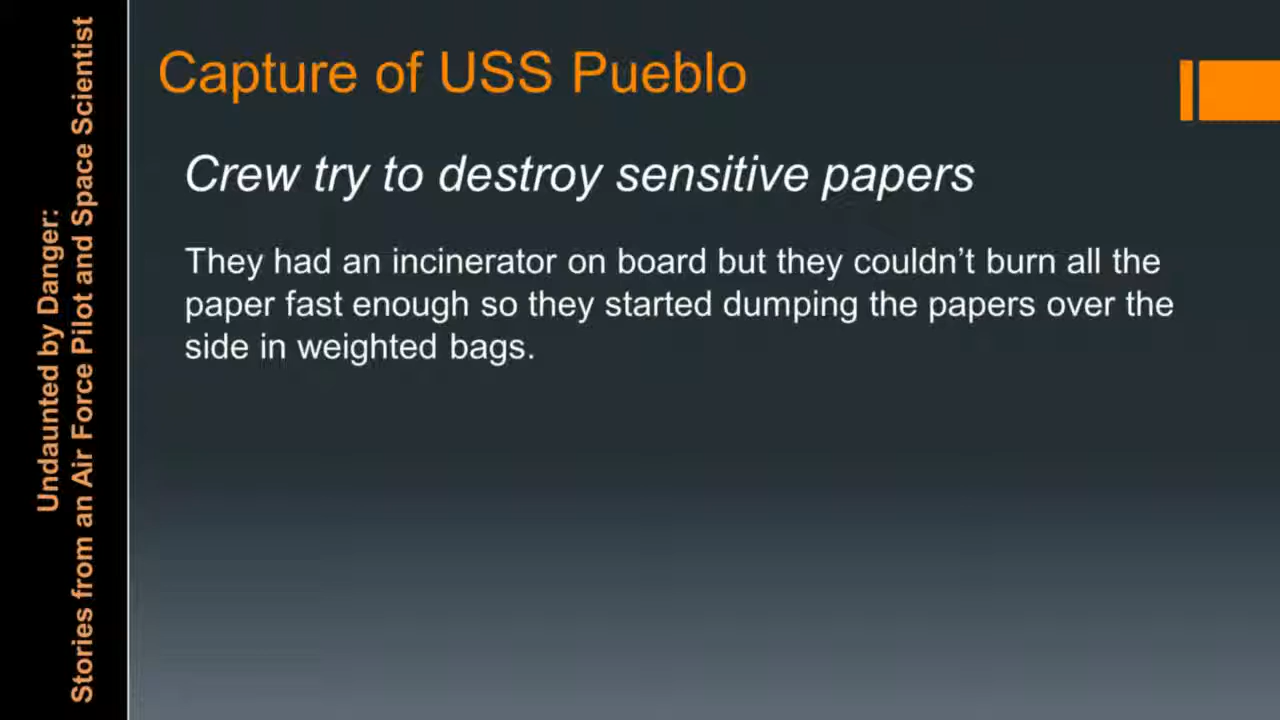 Undaunted by Danger:
Stories from an Air Force Pilot and Space Scientist
Capture of USS Pueblo
Crew try to destroy sensitive papers
They had an incinerator on board but they couldn’t burn all the
paper fast enough so they started dumping the papers over the
side in weighted bags.